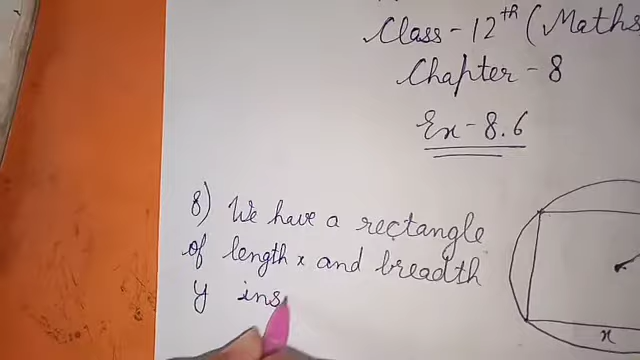 Class - 12th (Maths
Chapter - 8
Ex - 8.6
8) We have a rectangle
of length x and breadth
y ins
x